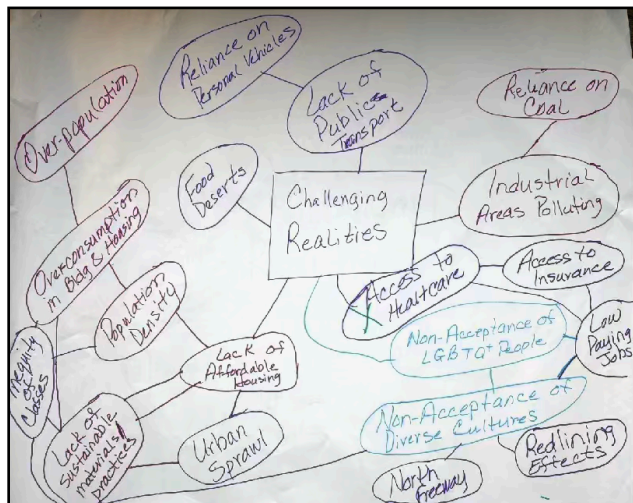 Reliance on
Personal Vehicles
Lack of
Public
Transport
Reliance on
Coal
Over-population
Food
Deserts
Challenging
Realities
Industrial
Areas Polluting
Overconsumption
in Bldg & Housing
Population
Density
Access to
Healthcare
Access to
Insurance
Non-Acceptance of
LGBTQ+ People
Low
Paying
Jobs
Inequity
of
Classes
Lack of
Affordable
Housing
Lack of
sustainable
materials/
practices
Urban
Sprawl
Non-Acceptance of
Diverse Cultures
North
Freeway
Redlining
Effects